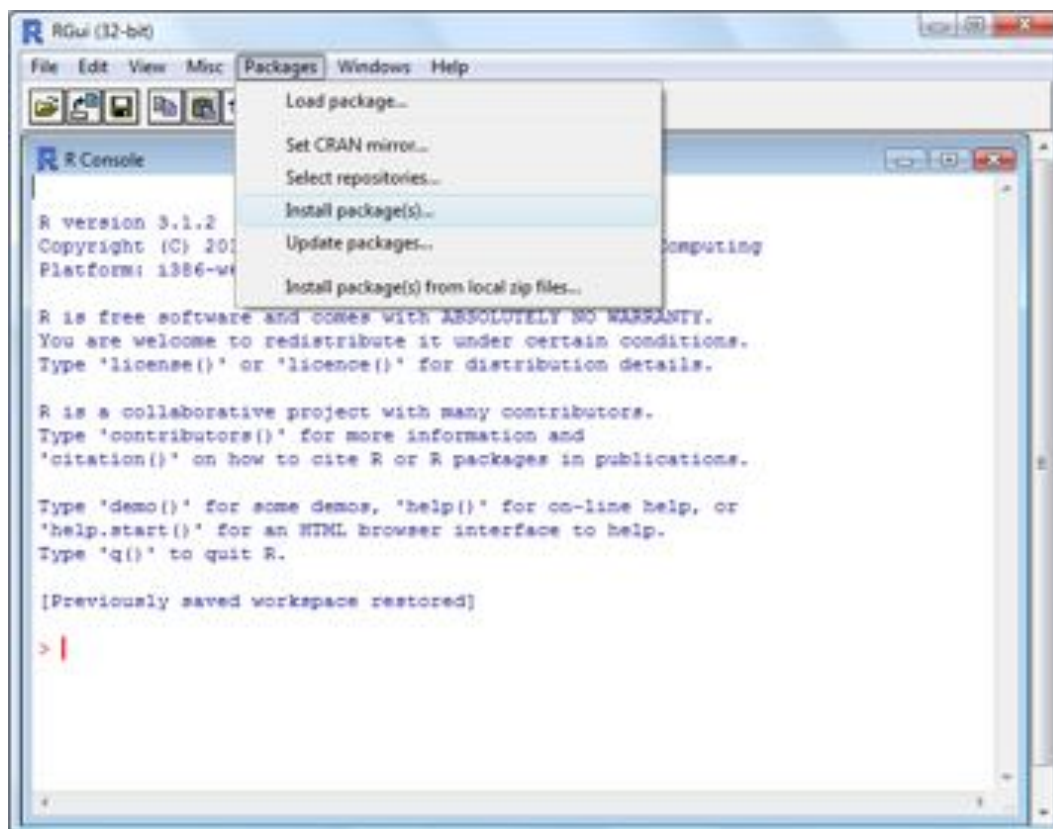 RGui (32-bit)
File Edit View Misc Packages Windows Help
Load package...
Set CRAN mirror...
Select repositories...
Install package(s)...
Update packages...
Install package(s) from local zip files...
R Console
R version 3.1.2
Copyright (C) 201 omputing
Platform: i386-w
R is free software and comes with ABSOLUTELY NO WARRANTY.
You are welcome to redistribute it under certain conditions.
Type 'license()' or 'licence()' for distribution details.
R is a collaborative project with many contributors.
Type 'contributors()' for more information and
'citation()' on how to cite R or R packages in publications.
Type 'demo()' for some demos, 'help()' for on-line help, or
'help.start()' for an HTML browser interface to help.
Type 'q()' to quit R.
[Previously saved workspace restored]
>